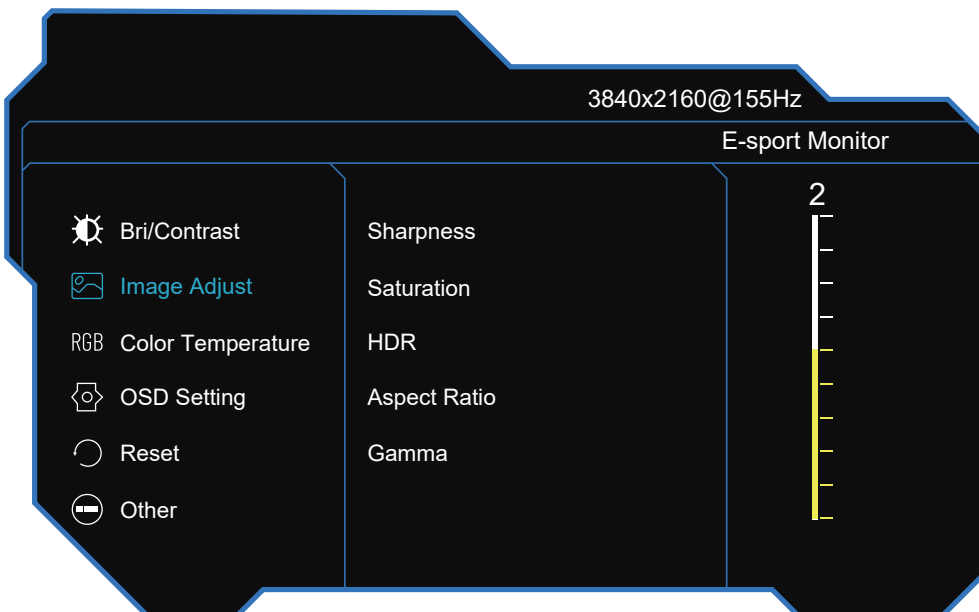 3840x2160@155Hz
E-sport Monitor
2
Bri/Contrast
Sharpness
Image Adjust
Saturation
RGB Color Temperature
HDR
OSD Setting
Aspect Ratio
Reset
Gamma
Other